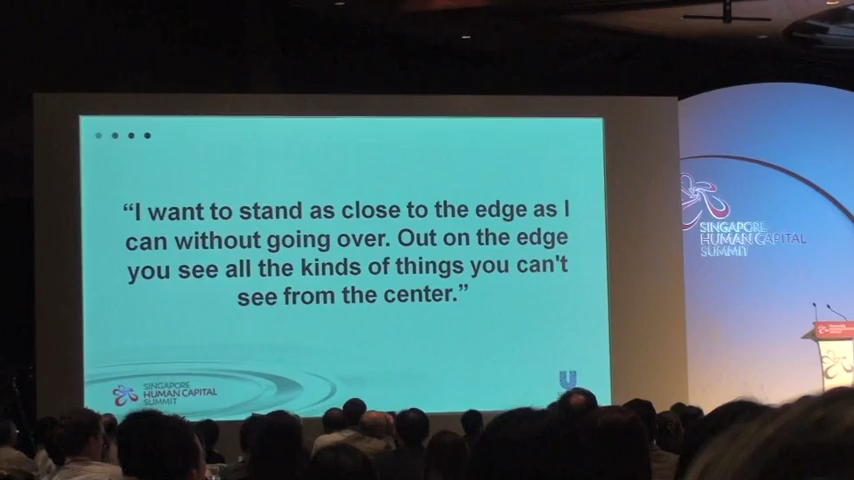 “I want to stand as close to the edge as I
can without going over. Out on the edge
you see all the kinds of things you can't
see from the center.”
SINGAPORE
HUMAN CAPITAL
SUMMIT
SINGAPORE
HUMAN CAPITAL
SUMMIT